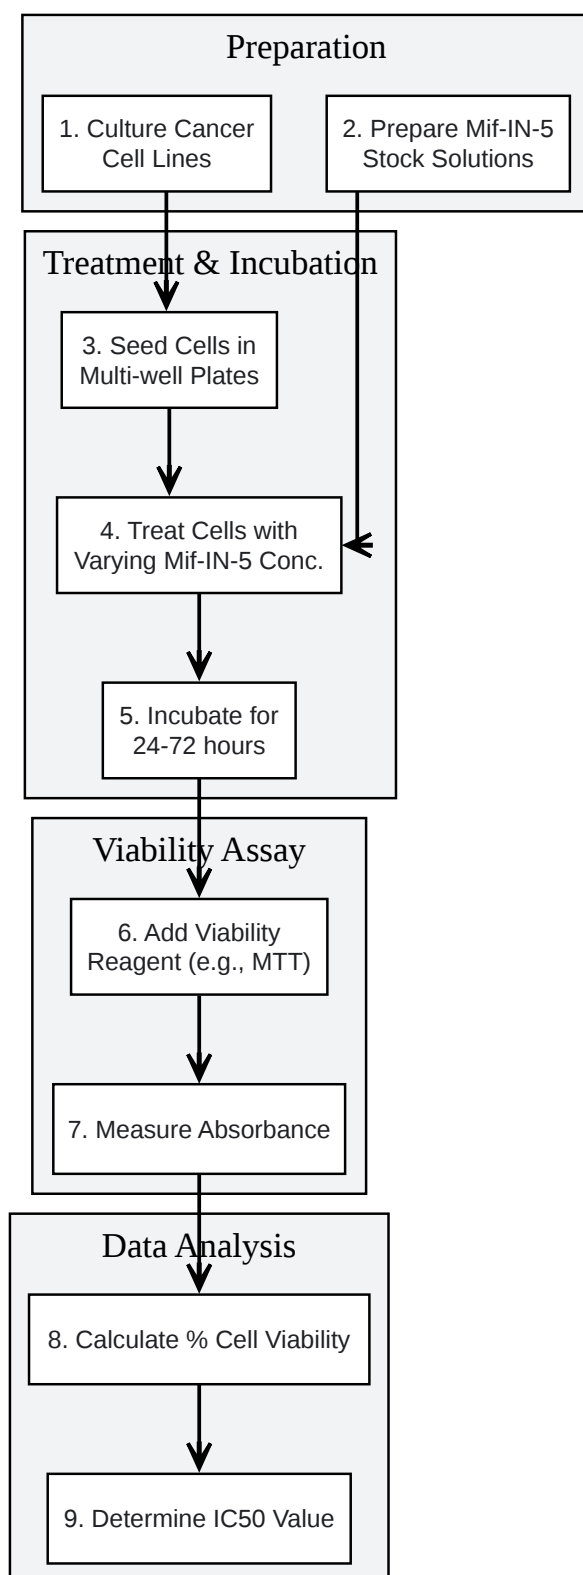 Preparation
1. Culture Cancer
Cell Lines
2. Prepare Mif-IN-5
Stock Solutions
Treatment & Incubation
3. Seed Cells in
Multi-well Plates
4. Treat Cells with
Varying Mif-IN-5 Conc.
5. Incubate for
24-72 hours
Viability Assay
6. Add Viability
Reagent (e.g., MTT)
7. Measure Absorbance
Data Analysis
8. Calculate % Cell Viability
9. Determine IC50 Value